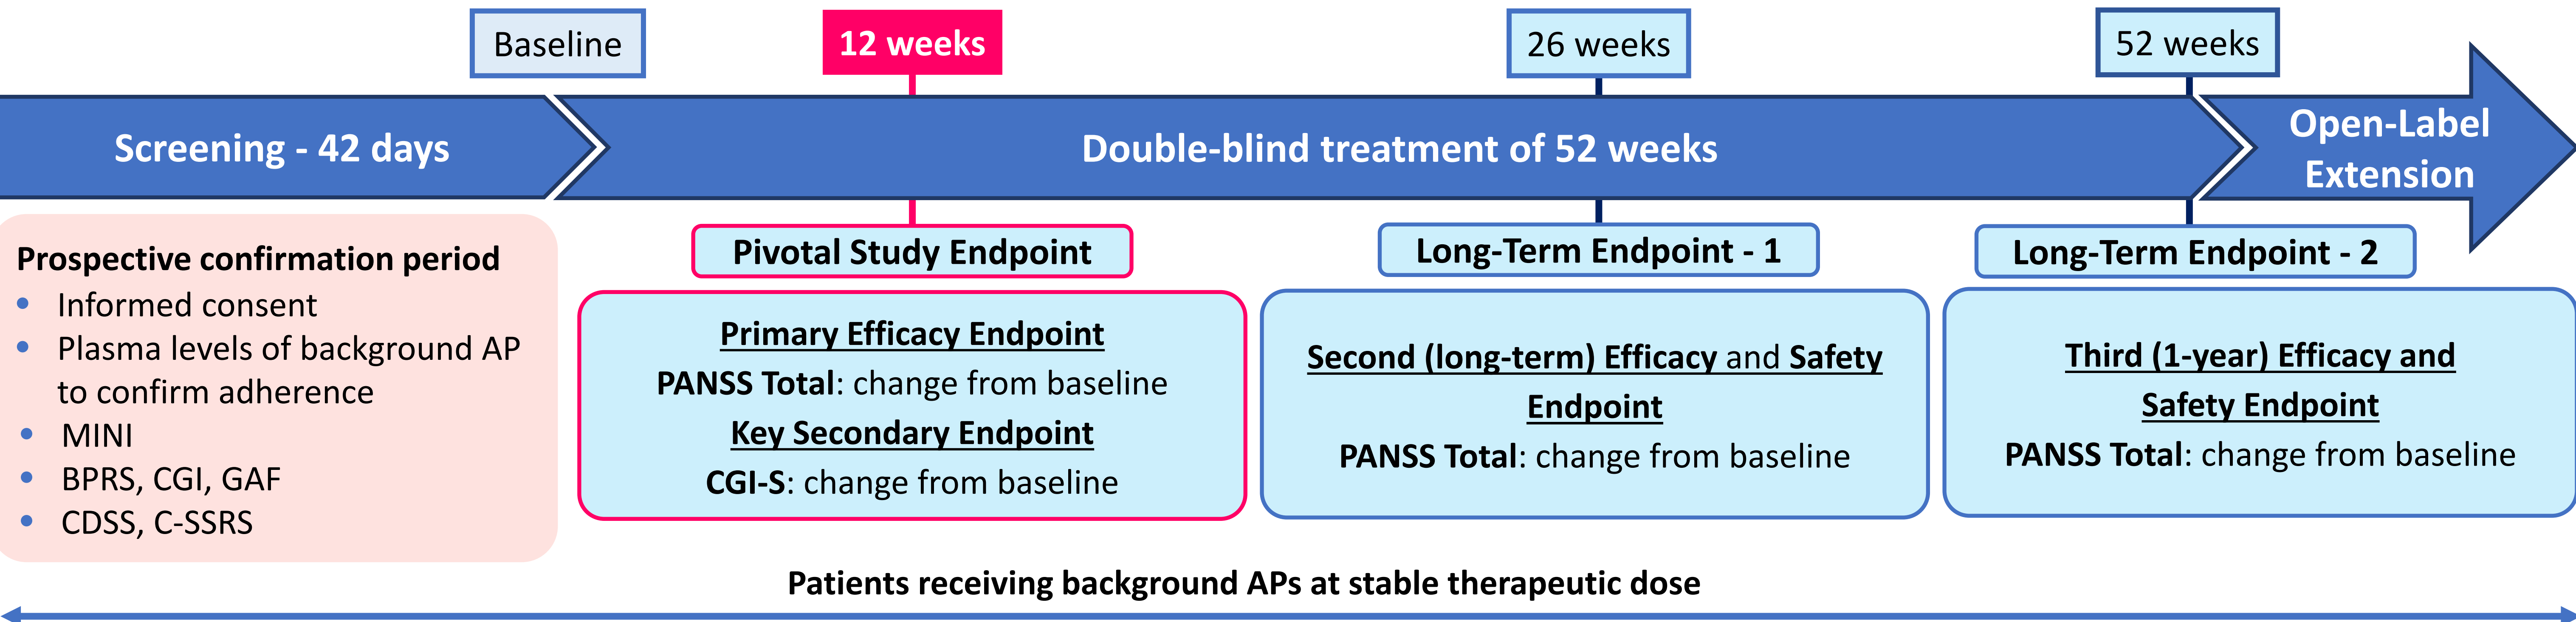 Baseline
12 weeks
26 weeks
52 weeks
Screening - 42 days
Double-blind treatment of 52 weeks
Open-Label
Extension
Prospective confirmation period
• Informed consent
• Plasma levels of background AP
to confirm adherence
• MINI
• BPRS, CGI, GAF
• CDSS, C-SSRS
Pivotal Study Endpoint
Primary Efficacy Endpoint
PANSS Total: change from baseline
Key Secondary Endpoint
CGI-S: change from baseline
Long-Term Endpoint - 1
Second (long-term) Efficacy and Safety
Endpoint
PANSS Total: change from baseline
Long-Term Endpoint - 2
Third (1-year) Efficacy and
Safety Endpoint
PANSS Total: change from baseline
Patients receiving background APs at stable therapeutic dose